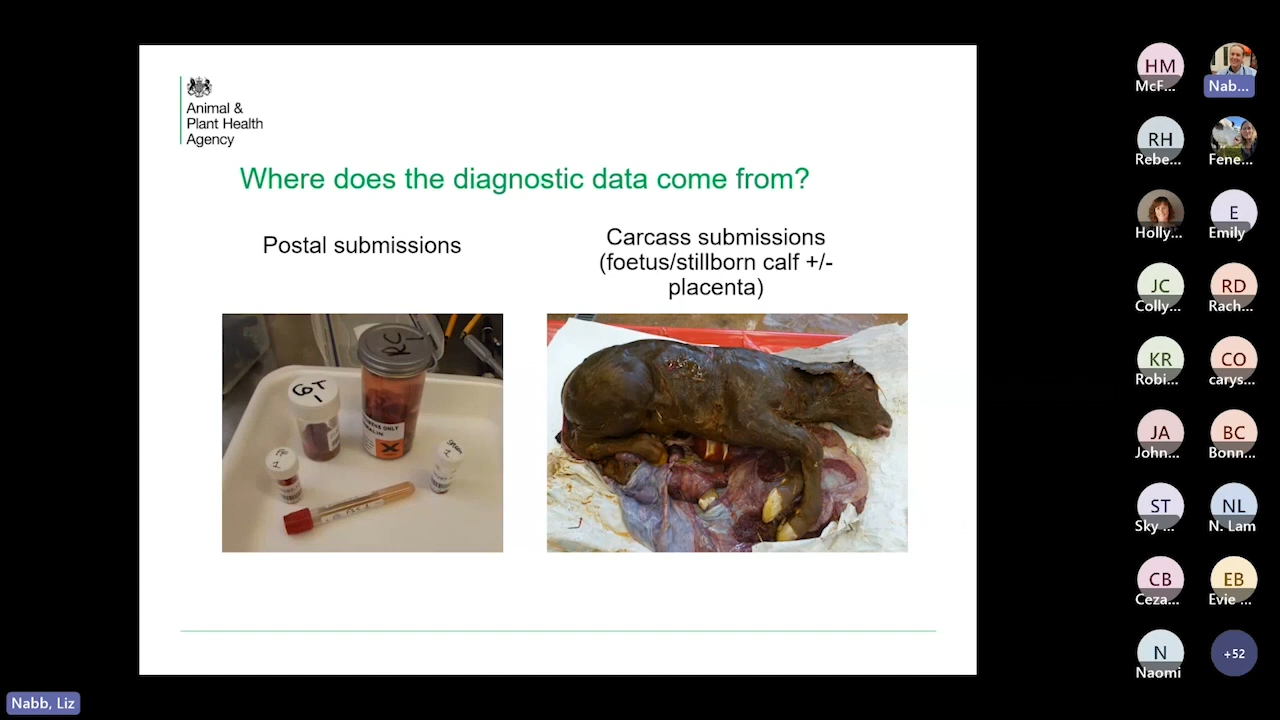 Animal &
Plant Health
Agency
Where does the diagnostic data come from?
Postal submissions
Carcass submissions
(foetus/stillborn calf +/-
placenta)
RC
1
HM
McF...
Nab...
RH
Rebe...
Fene...
Holly...
E
Emily
JC
Colly...
RD
Rach...
KR
Robi...
CO
carys...
JA
John...
BC
Bonn...
ST
Sky ...
NL
N. Lam
CB
Ceza...
EB
Evie ...
N
Naomi
+52
Nabb, Liz